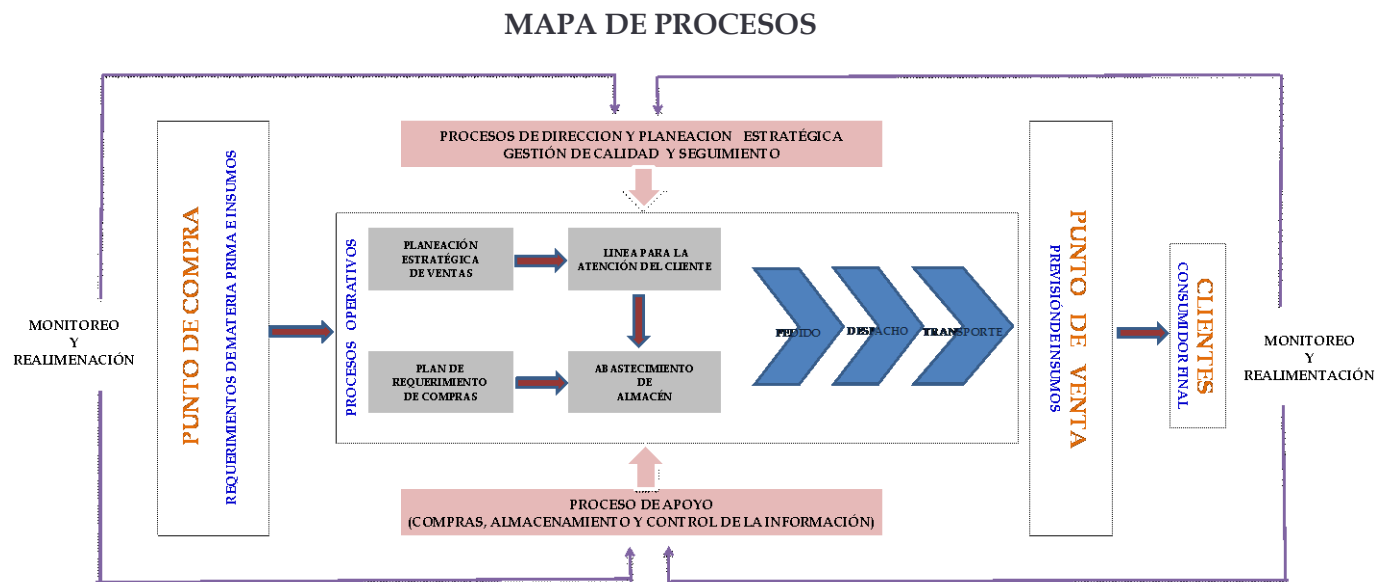 MAPA DE PROCESOS
PROCESOS DE DIRECCION Y PLANEACION ESTRATÉGICA
GESTIÓN DE CALIDAD Y SEGUIMIENTO
MONITOREO
Y
REALIMENACIÓN
PUNTO DE COMPRA
REQUERIMIENTOS DE MATERIA PRIMA E INSUMOS
PROCESOS OPERATIVOS
PLANEACIÓN
ESTRATÉGICA
DE VENTAS
LINEA PARA LA
ATENCIÓN DEL CLIENTE
PLAN DE
REQUERIMIENTO
DE COMPRAS
ABASTECIMIENTO
DE
ALMACÉN
PEDIDO
DESPACHO
TRANSPORTE
PUNTO DE VENTA
PREVISIÓN DE INSUMOS
CLIENTES
CONSUMIDOR FINAL
MONITOREO
Y
REALIMENTACIÓN
PROCESO DE APOYO
(COMPRAS, ALMACENAMIENTO Y CONTROL DE LA INFORMACIÓN)